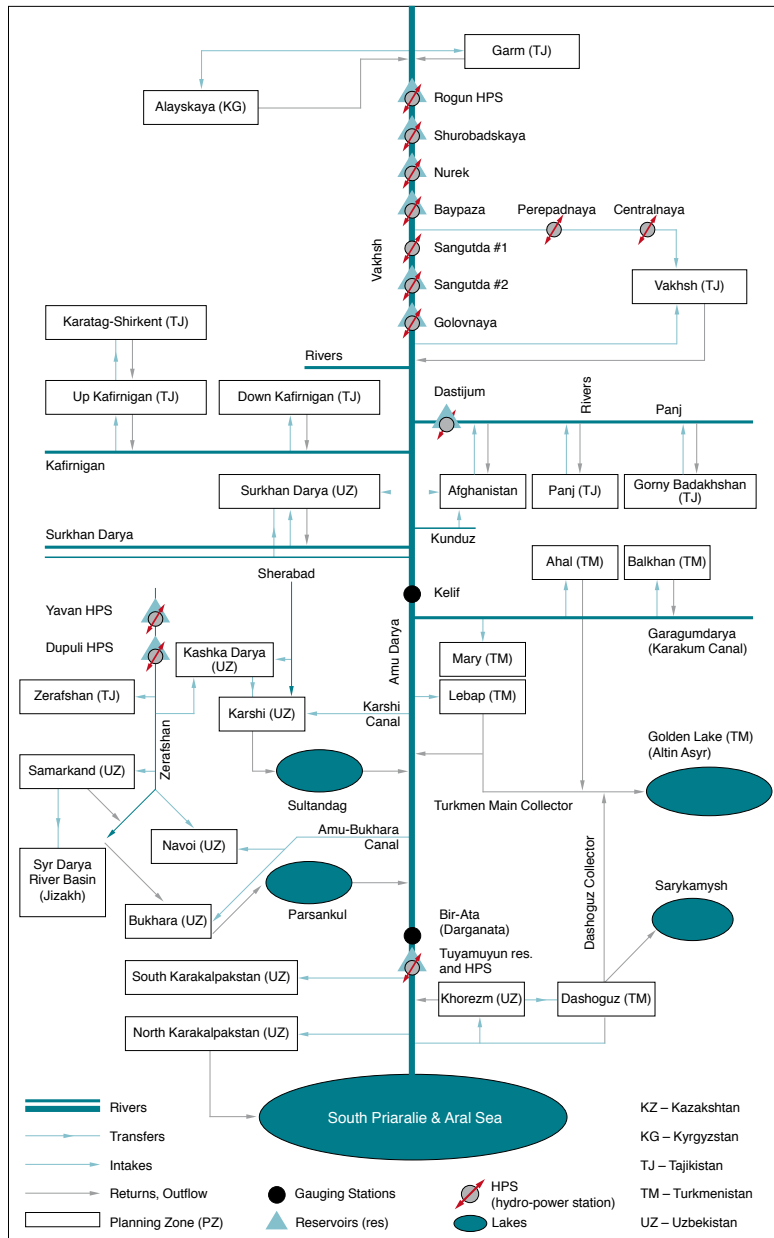 Garm (TJ)
Alayskaya (KG)
Rogun HPS
Shurobadskaya
Nurek
Baypaza
Perepadnaya
Centralnaya
Vakhsh
Sangutda #1
Sangutda #2
Vakhsh (TJ)
Golovnaya
Karatag-Shirkent (TJ)
Rivers
Up Kafirnigan (TJ)
Down Kafirnigan (TJ)
Dastijum
Rivers
Panj
Kafirnigan
Surkhan Darya (UZ)
Afghanistan
Panj (TJ)
Gorny Badakhshan
(TJ)
Surkhan Darya
Kunduz
Sherabad
Ahal (TM)
Balkhan (TM)
Kelif
Yavan HPS
Dupuli HPS
Garagumdarya
(Karakum Canal)
Amu Darya
Kashka Darya
(UZ)
Mary (TM)
Zerafshan (TJ)
Karshi (UZ)
Karshi
Canal
Lebap (TM)
Zerafshan
Golden Lake (TM)
(Altin Asyr)
Samarkand (UZ)
Sultandag
Turkmen Main Collector
Amu-Bukhara
Canal
Navoi (UZ)
Syr Darya
River Basin
(Jizakh)
Dashoguz Collector
Sarykamysh
Bukhara (UZ)
Parsankul
Bir-Ata
(Darganata)
Tuyamuyun res.
and HPS
South Karakalpakstan (UZ)
Khorezm (UZ)
Dashoguz (TM)
North Karakalpakstan (UZ)
South Priaralie & Aral Sea
Rivers
Transfers
Intakes
Returns, Outflow
Planning Zone (PZ)
Gauging Stations
Reservoirs (res)
HPS
(hydro-power station)
Lakes
KZ – Kazakshtan
KG – Kyrgyzstan
TJ – Tajikistan
TM – Turkmenistan
UZ – Uzbekistan